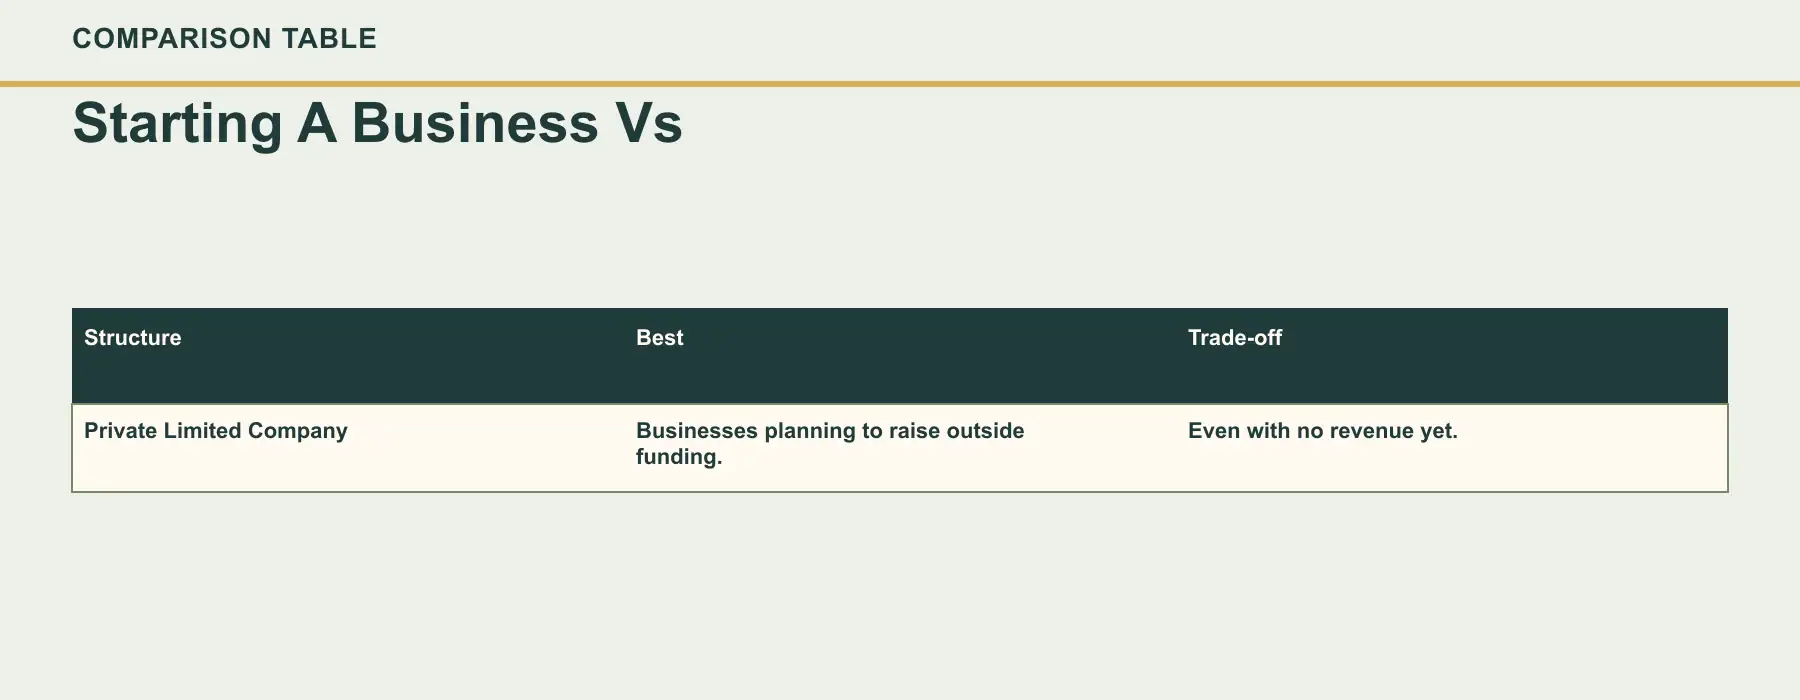 COMPARISON TABLE
Starting A Business Vs
Structure Best Trade-off
Private Limited Company Businesses planning to raise outside Even with no revenue yet.
funding.